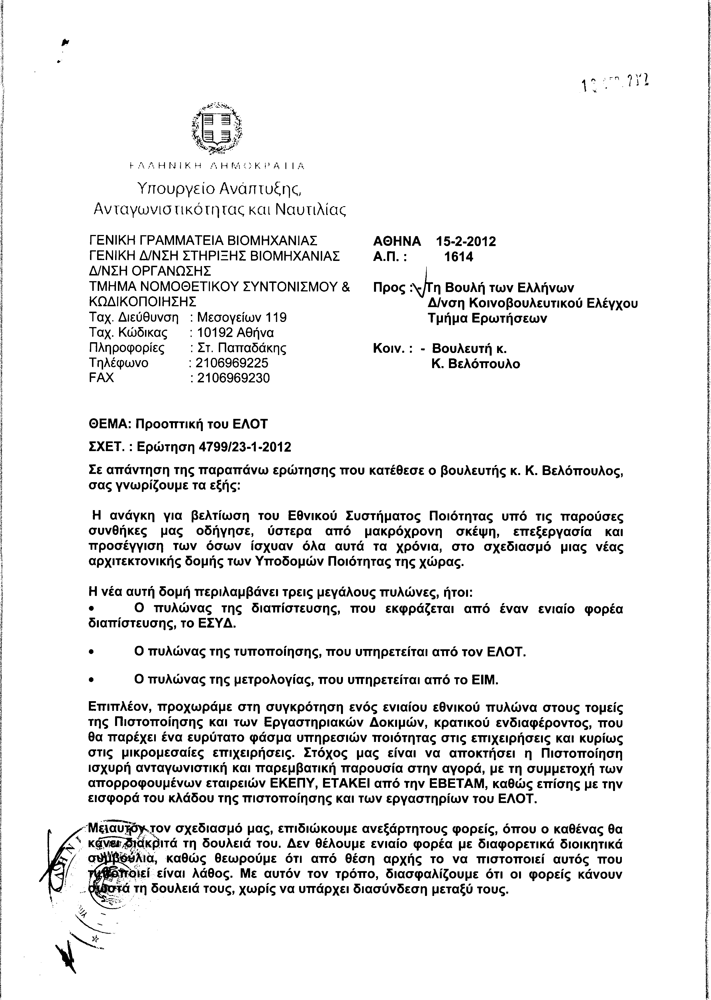 ΕΛΛΗΝΙΚΗ ΔΗΜΟΚΡΑΤΙΑ
Υπουργείο Ανάπτυξης,
Ανταγωνιστικότητας και Ναυτιλίας
ΓΕΝΙΚΗ ΓΡΑΜΜΑΤΕΙΑ ΒΙΟΜΗΧΑΝΙΑΣ
ΓΕΝΙΚΗ Δ/ΝΣΗ ΣΤΗΡΙΞΗΣ ΒΙΟΜΗΧΑΝΙΑΣ
Δ/ΝΣΗ ΟΡΓΑΝΩΣΗΣ
ΤΜΗΜΑ ΝΟΜΟΘΕΤΙΚΟΥ ΣΥΝΤΟΝΙΣΜΟΥ &
ΚΩΔΙΚΟΠΟΙΗΣΗΣ
Ταχ. Διεύθυνση : Μεσογείων 119
Ταχ. Κώδικας : 10192 Αθήνα
Πληροφορίες : Στ. Παπαδάκης
Τηλέφωνο : 2106969225
FAX : 2106969230
ΑΘΗΝΑ 15-2-2012
Α.Π. : 1614
Προς :- Τη Βουλή των Ελλήνων
Δ/νση Κοινοβουλευτικού Ελέγχου
Τμήμα Ερωτήσεων
Κοιν. : - Βουλευτή κ.
Κ. Βελόπουλο
ΘΕΜΑ: Προοπτική του ΕΛΟΤ
ΣΧΕΤ. : Ερώτηση 4799/23-1-2012
Σε απάντηση της παραπάνω ερώτησης που κατέθεσε ο βουλευτής κ. Κ. Βελόπουλος,
σας γνωρίζουμε τα εξής:
Η ανάγκη για βελτίωση του Εθνικού Συστήματος Ποιότητας υπό τις παρούσες
συνθήκες μας οδήγησε, ύστερα από μακρόχρονη σκέψη, επεξεργασία και
προσέγγιση των όσων ίσχυαν όλα αυτά τα χρόνια, στο σχεδιασμό μιας νέας
αρχιτεκτονικής δομής των Υποδομών Ποιότητας της χώρας.
Η νέα αυτή δομή περιλαμβάνει τρεις μεγάλους πυλώνες, ήτοι:
• Ο πυλώνας της διαπίστευσης, που εκφράζεται από έναν ενιαίο φορέα
διαπίστευσης, το ΕΣΥΔ.
• Ο πυλώνας της τυποποίησης, που υπηρετείται από τον ΕΛΟΤ.
• Ο πυλώνας της μετρολογίας, που υπηρετείται από το ΕΙΜ.
Επιπλέον, προχωράμε στη συγκρότηση ενός ενιαίου εθνικού πυλώνα στους τομείς
της Πιστοποίησης και των Εργαστηριακών Δοκιμών, κρατικού ενδιαφέροντος, που
θα παρέχει ένα ευρύτατο φάσμα υπηρεσιών ποιότητας στις επιχειρήσεις και κυρίως
στις μικρομεσαίες επιχειρήσεις. Στόχος μας είναι να αποκτήσει η Πιστοποίηση
ισχυρή ανταγωνιστική και παρεμβατική παρουσία στην αγορά, με τη συμμετοχή των
απορροφουμένων εταιρειών ΕΚΕΠΥ, ΕΤΑΚΕΙ από την ΕΒΕΤΑΜ, καθώς επίσης με την
εισφορά του κλάδου της πιστοποίησης και των εργαστηρίων του ΕΛΟΤ.
Με αυτόν τον σχεδιασμό μας, επιδιώκουμε ανεξάρτητους φορείς, όπου ο καθένας θα
κάνει διακριτά τη δουλειά του. Δεν θέλουμε ενιαίο φορέα με διαφορετικά διοικητικά
συμβούλια, καθώς θεωρούμε ότι από θέση αρχής το να πιστοποιεί αυτός που
τυποποιεί είναι λάθος. Με αυτόν τον τρόπο, διασφαλίζουμε ότι οι φορείς κάνουν
σωστά τη δουλειά τους, χωρίς να υπάρχει διασύνδεση μεταξύ τους.